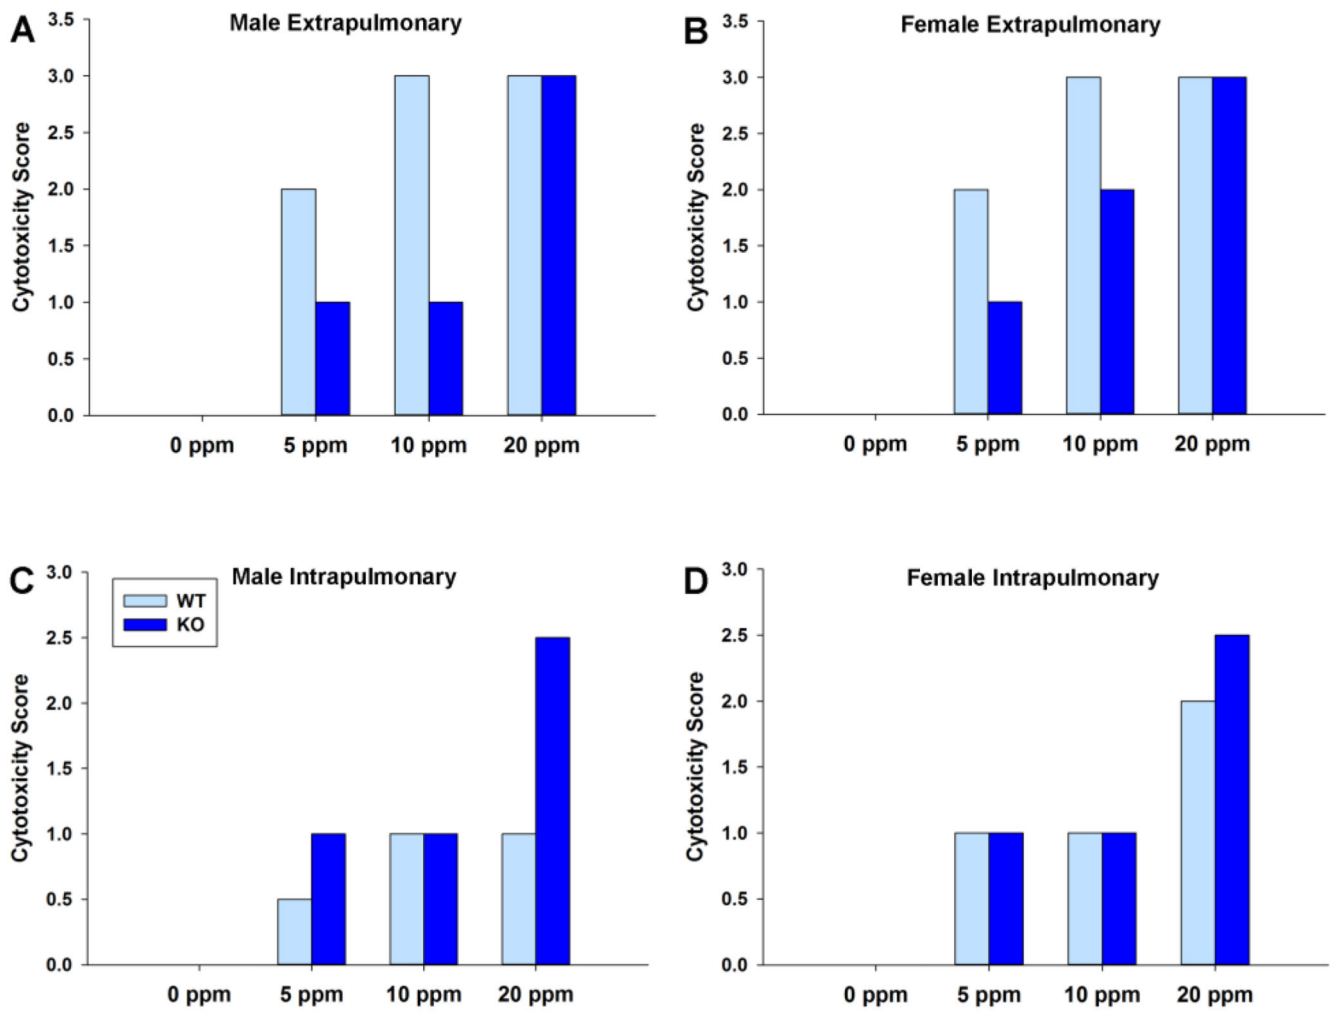 A
Male Extrapulmonary
Cytotoxicity Score
3.5
3.0
2.5
2.0
1.5
1.0
0.5
0.0
0 ppm 5 ppm 10 ppm 20 ppm
B
Female Extrapulmonary
Cytotoxicity Score
3.5
3.0
2.5
2.0
1.5
1.0
0.5
0.0
0 ppm 5 ppm 10 ppm 20 ppm
C
Male Intrapulmonary
WT
KO
Cytotoxicity Score
3.0
2.5
2.0
1.5
1.0
0.5
0.0
0 ppm 5 ppm 10 ppm 20 ppm
D
Female Intrapulmonary
Cytotoxicity Score
3.0
2.5
2.0
1.5
1.0
0.5
0.0
0 ppm 5 ppm 10 ppm 20 ppm